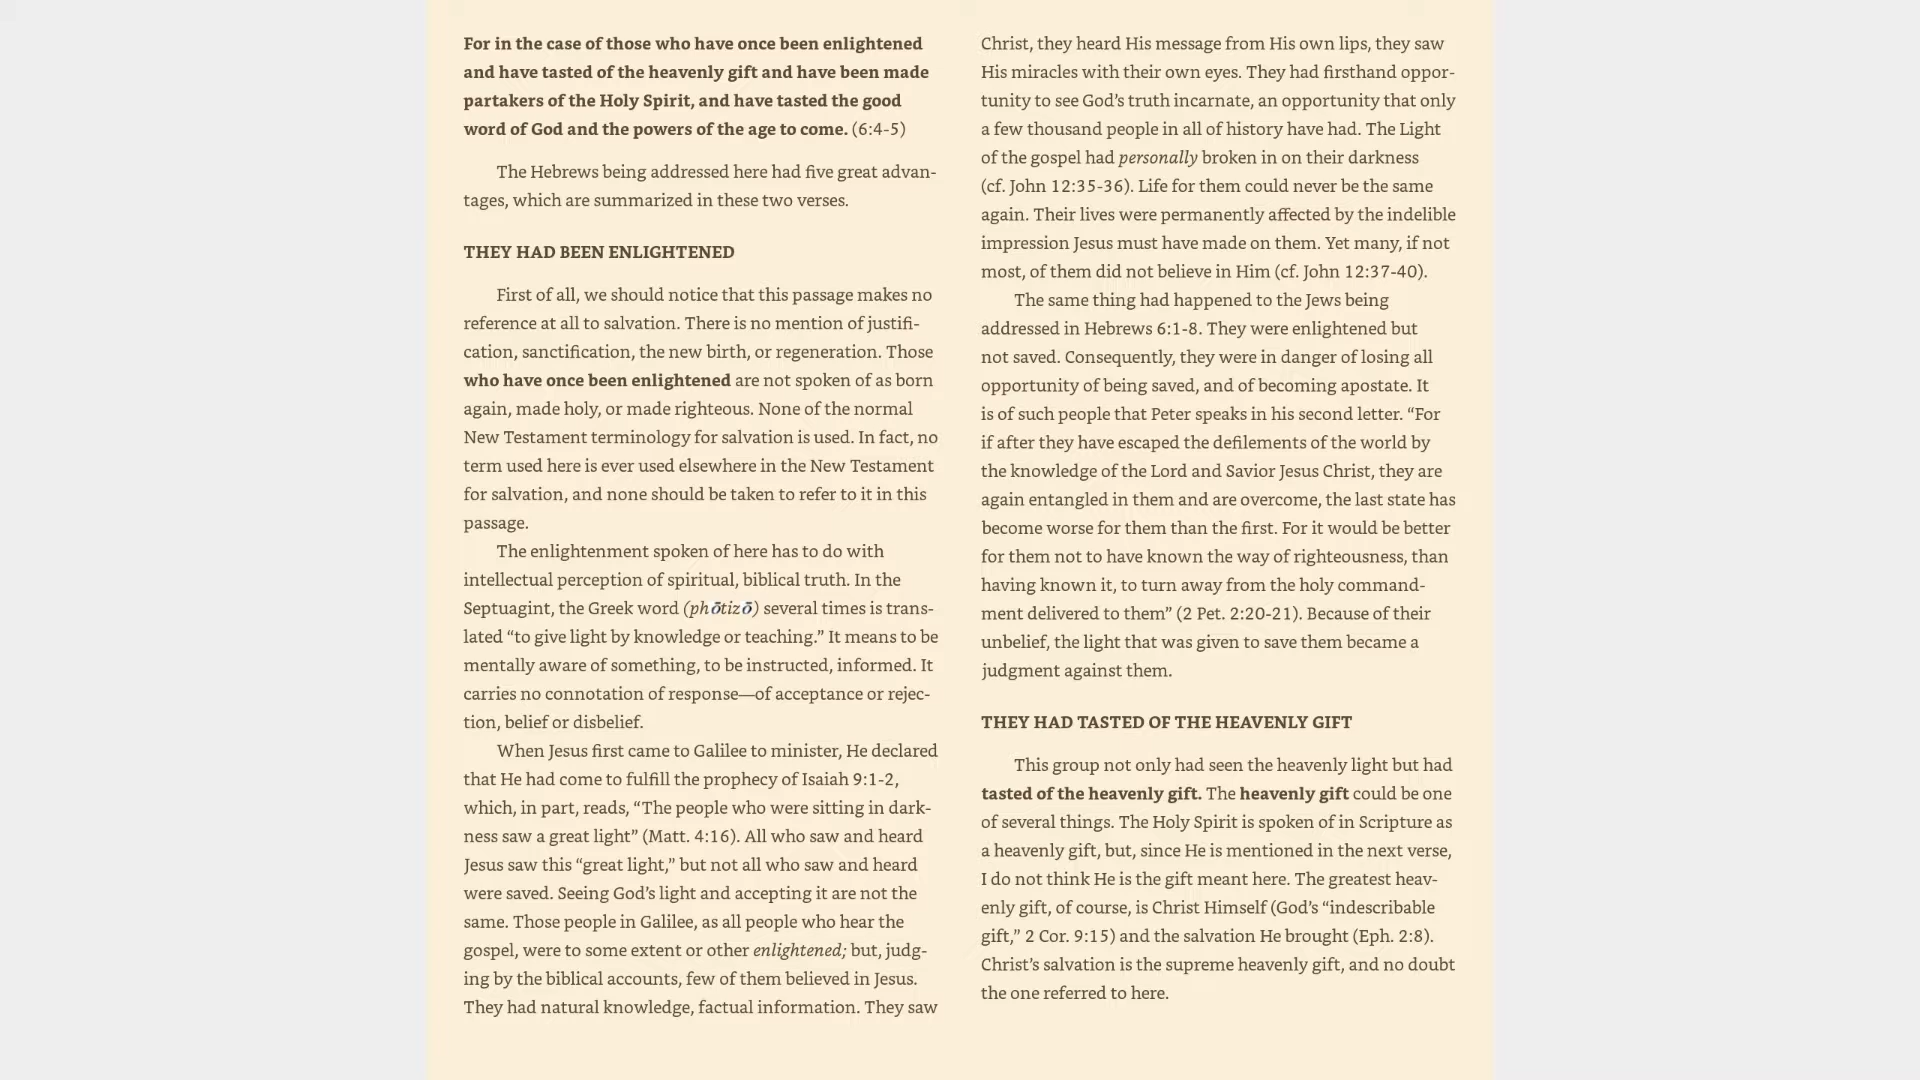 For in the case of those who have once been enlightened
and have tasted of the heavenly gift and have been made
partakers of the Holy Spirit, and have tasted the good
word of God and the powers of the age to come. (6:4-5)
The Hebrews being addressed here had five great advan-
tages, which are summarized in these two verses.
THEY HAD BEEN ENLIGHTENED
First of all, we should notice that this passage makes no
reference at all to salvation. There is no mention of justifi-
cation, sanctification, the new birth, or regeneration. Those
who have once been enlightened are not spoken of as born
again, made holy, or made righteous. None of the normal
New Testament terminology for salvation is used. In fact, no
term used here is ever used elsewhere in the New Testament
for salvation, and none should be taken to refer to it in this
passage.
The enlightenment spoken of here has to do with
intellectual perception of spiritual, biblical truth. In the
Septuagint, the Greek word (phōtizō) several times is trans-
lated “to give light by knowledge or teaching.” It means to be
mentally aware of something, to be instructed, informed. It
carries no connotation of response—of acceptance or rejec-
tion, belief or disbelief.
When Jesus first came to Galilee to minister, He declared
that He had come to fulfill the prophecy of Isaiah 9:1-2,
which, in part, reads, “The people who were sitting in dark-
ness saw a great light” (Matt. 4:16). All who saw and heard
Jesus saw this “great light,” but not all who saw and heard
were saved. Seeing God’s light and accepting it are not the
same. Those people in Galilee, as all people who hear the
gospel, were to some extent or other enlightened; but, judg-
ing by the biblical accounts, few of them believed in Jesus.
They had natural knowledge, factual information. They saw
Christ, they heard His message from His own lips, they saw
His miracles with their own eyes. They had firsthand oppor-
tunity to see God’s truth incarnate, an opportunity that only
a few thousand people in all of history have had. The Light
of the gospel had personally broken in on their darkness
(cf. John 12:35-36). Life for them could never be the same
again. Their lives were permanently affected by the indelible
impression Jesus must have made on them. Yet many, if not
most, of them did not believe in Him (cf. John 12:37-40).
The same thing had happened to the Jews being
addressed in Hebrews 6:1-8. They were enlightened but
not saved. Consequently, they were in danger of losing all
opportunity of being saved, and of becoming apostate. It
is of such people that Peter speaks in his second letter. “For
if after they have escaped the defilements of the world by
the knowledge of the Lord and Savior Jesus Christ, they are
again entangled in them and are overcome, the last state has
become worse for them than the first. For it would be better
for them not to have known the way of righteousness, than
having known it, to turn away from the holy command-
ment delivered to them” (2 Pet. 2:20-21). Because of their
unbelief, the light that was given to save them became a
judgment against them.
THEY HAD TASTED OF THE HEAVENLY GIFT
This group not only had seen the heavenly light but had
tasted of the heavenly gift. The heavenly gift could be one
of several things. The Holy Spirit is spoken of in Scripture as
a heavenly gift, but, since He is mentioned in the next verse,
I do not think He is the gift meant here. The greatest heav-
enly gift, of course, is Christ Himself (God’s “indescribable
gift,” 2 Cor. 9:15) and the salvation He brought (Eph. 2:8).
Christ’s salvation is the supreme heavenly gift, and no doubt
the one referred to here.